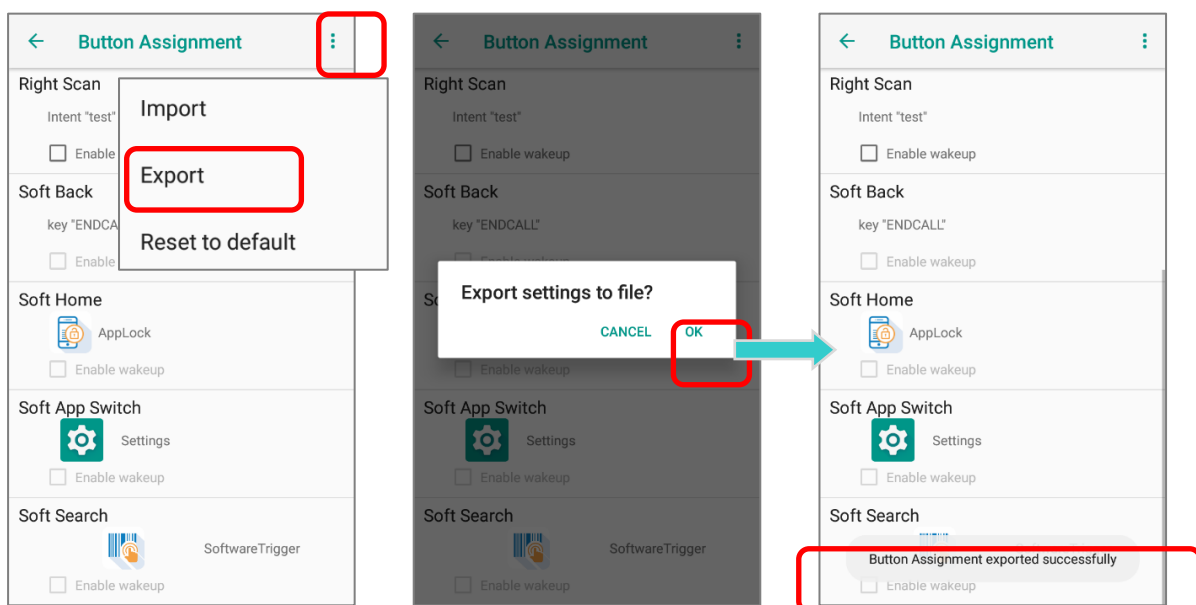 Button Assignment
Right Scan
Intent "test"
Enable
Soft Back
key "ENDCA
Enable
Import
Export
Reset to default
Soft Home
AppLock
Enable wakeup
Soft App Switch
Settings
Enable wakeup
Soft Search
SoftwareTrigger
Enable wakeup
Button Assignment
Right Scan
Intent "test"
Enable wakeup
Soft Back
key "ENDCALL"
Enable wakeup
Export settings to file?
CANCEL OK
So
Enable wakeup
Soft App Switch
Settings
Enable wakeup
Soft Search
SoftwareTrigger
Enable wakeup
Button Assignment
Right Scan
Intent "test"
Enable wakeup
Soft Back
key "ENDCALL"
Enable wakeup
Soft Home
AppLock
Enable wakeup
Soft App Switch
Settings
Enable wakeup
Soft Search
Button Assignment exported successfully
Enable wakeup